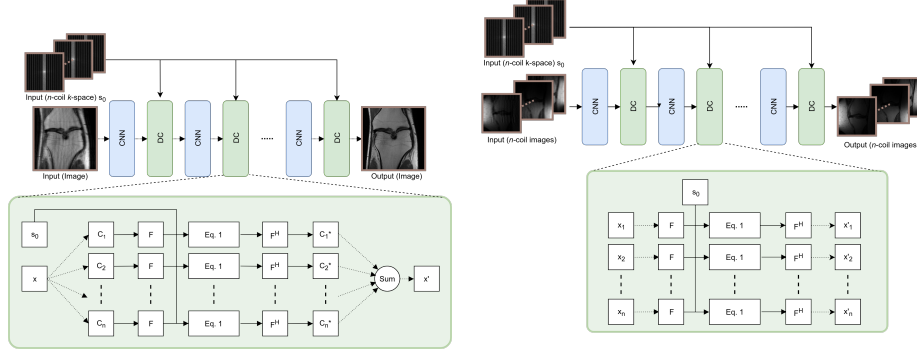 Input (n-coil k-space) s0
CNN
DC
CNN
DC
.....
CNN
DC
Input (Image)
Output (Image)
s0
C1
F
Eq. 1
FH
C1*
x
C2
F
Eq. 1
FH
C2*
Sum
x'
Cn
F
Eq. 1
FH
Cn*
Input (n-coil k-space) s0
CNN
DC
CNN
DC
.....
CNN
DC
Input (n-coil images)
Output (n-coil images
s0
x1
F
Eq. 1
FH
x'1
x2
F
Eq. 1
FH
x'2
xn
F
Eq. 1
FH
x'n